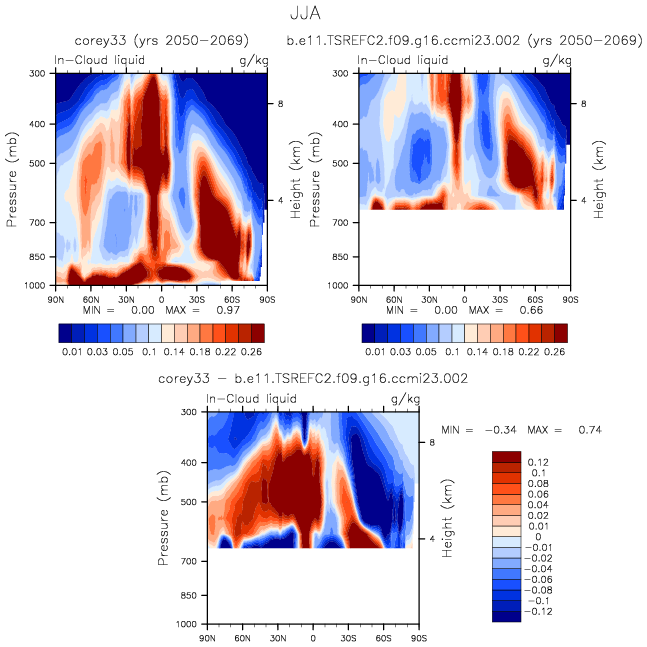 JJA
corey33 (yrs 2050-2069)
In-Cloud liquid g/kg
300
400
500
700
850
1000
Pressure (mb)
8
4
Height (km)
90N 60N 30N 0 30S 60S 90S
MIN = 0.00 MAX = 0.97
0.01 0.03 0.05 0.1 0.14 0.18 0.22 0.26
b.e11.TSREFC2.f09.g16.ccmi23.002 (yrs 2050-2069)
In-Cloud liquid g/kg
300
400
500
700
850
1000
Pressure (mb)
8
4
Height (km)
90N 60N 30N 0 30S 60S 90S
MIN = 0.00 MAX = 0.66
0.01 0.03 0.05 0.1 0.14 0.18 0.22 0.26
corey33 - b.e11.TSREFC2.f09.g16.ccmi23.002
In-Cloud liquid g/kg
300
400
500
700
850
1000
Pressure (mb)
8
4
Height (km)
90N 60N 30N 0 30S 60S 90S
MIN = -0.34 MAX = 0.74
0.12
0.1
0.08
0.06
0.04
0.02
0.01
0
-0.01
-0.02
-0.04
-0.06
-0.08
-0.1
-0.12